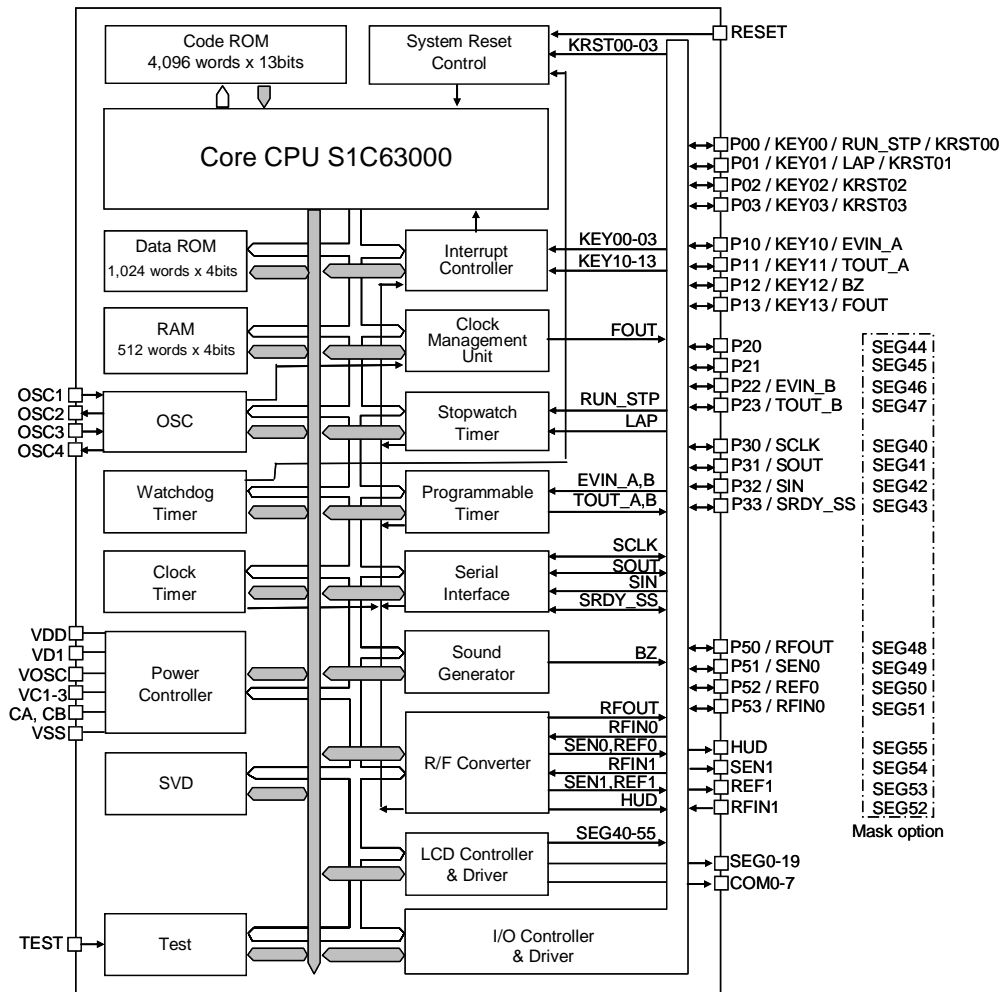 Code ROM
4,096 words x 13bits
System Reset
Control
KRST00-03
RESET
Core CPU S1C63000
P00 / KEY00 / RUN_STP / KRST00
P01 / KEY01 / LAP / KRST01
P02 / KEY02 / KRST02
P03 / KEY03 / KRST03
Data ROM
1,024 words x 4bits
Interrupt
Controller
KEY00-03
KEY10-13
P10 / KEY10 / EVIN_A
P11 / KEY11 / TOUT_A
P12 / KEY12 / BZ
P13 / KEY13 / FOUT
RAM
512 words x 4bits
Clock
Management
Unit
FOUT
P20 SEG44
P21 SEG45
P22 / EVIN_B SEG46
P23 / TOUT_B SEG47
OSC1
OSC2
OSC3
OSC4
OSC
Stopwatch
Timer
RUN_STP
LAP
P30 / SCLK SEG40
P31 / SOUT SEG41
P32 / SIN SEG42
P33 / SRDY_SS SEG43
Watchdog
Timer
Programmable
Timer
EVIN_A,B
TOUT_A,B
Clock
Timer
Serial
Interface
SCLK
SOUT
SIN
SRDY_SS
VDD
VD1
VOSC
VC1-3
CA, CB
VSS
Power
Controller
Sound
Generator
BZ
P50 / RFOUT SEG48
P51 / SEN0 SEG49
P52 / REF0 SEG50
P53 / RFIN0 SEG51
SVD
R/F Converter
RFOUT
RFIN0
SEN0,REF0
RFIN1
SEN1,REF1
HUD
HUD SEG55
SEN1 SEG54
REF1 SEG53
RFIN1 SEG52
Mask option
LCD Controller
& Driver
SEG40-55
SEG0-19
COM0-7
TEST
Test
I/O Controller
& Driver